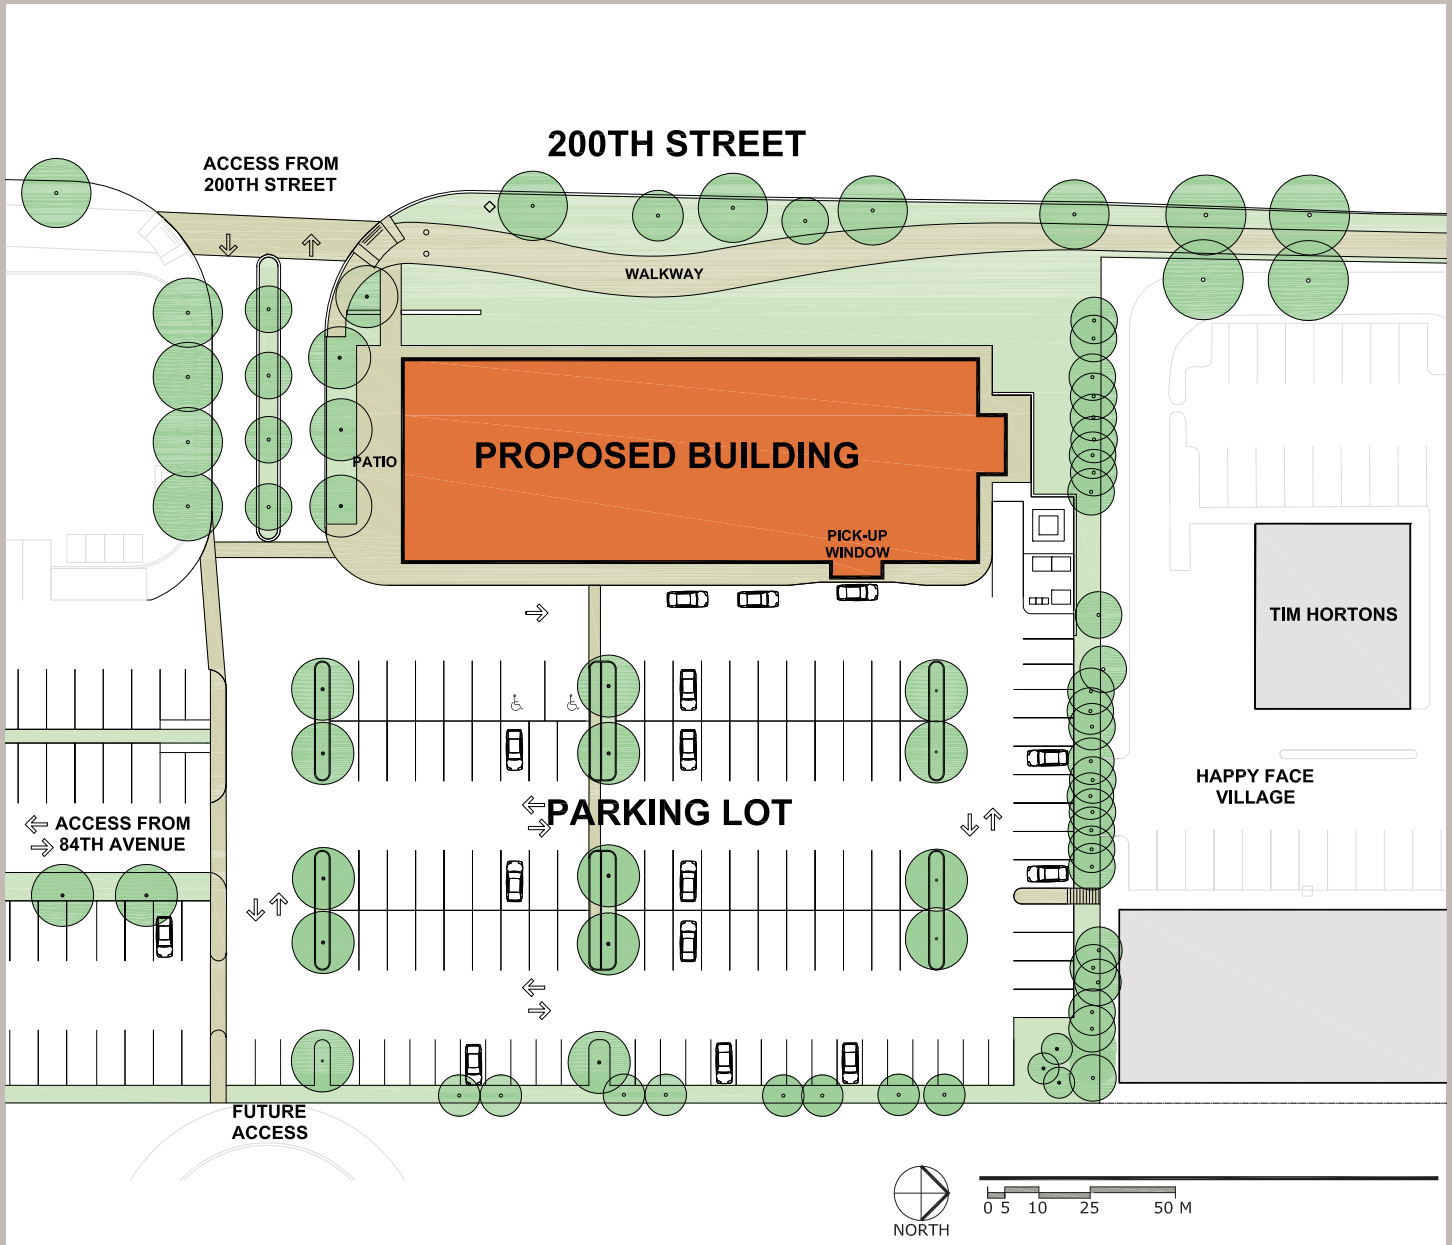 200TH STREET
ACCESS FROM
200TH STREET
WALKWAY
PATIO
PROPOSED BUILDING
PICK-UP
WINDOW
TIM HORTONS
HAPPY FACE
VILLAGE
PARKING LOT
ACCESS FROM
84TH AVENUE
FUTURE
ACCESS
NORTH
0 5 10 25 50 M